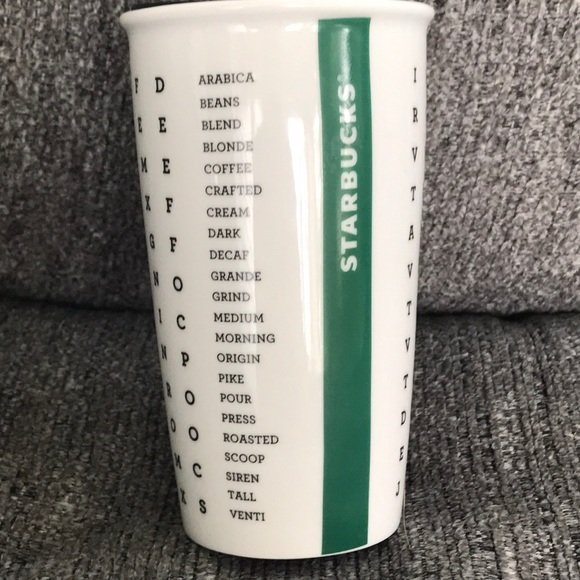 ARABICA
BEANS
BLEND
BLONDE
COFFEE
CRAFTED
CREAM
DARK
DECAF
GRANDE
GRIND
MEDIUM
MORNING
ORIGIN
PIKE
POUR
PRESS
ROASTED
SCOOP
SIREN
TALL
VENTI
STARBUCKS
F E M X G N I N R O M K
D E E F F O C P O O C S
I R V T A V T V T D E J